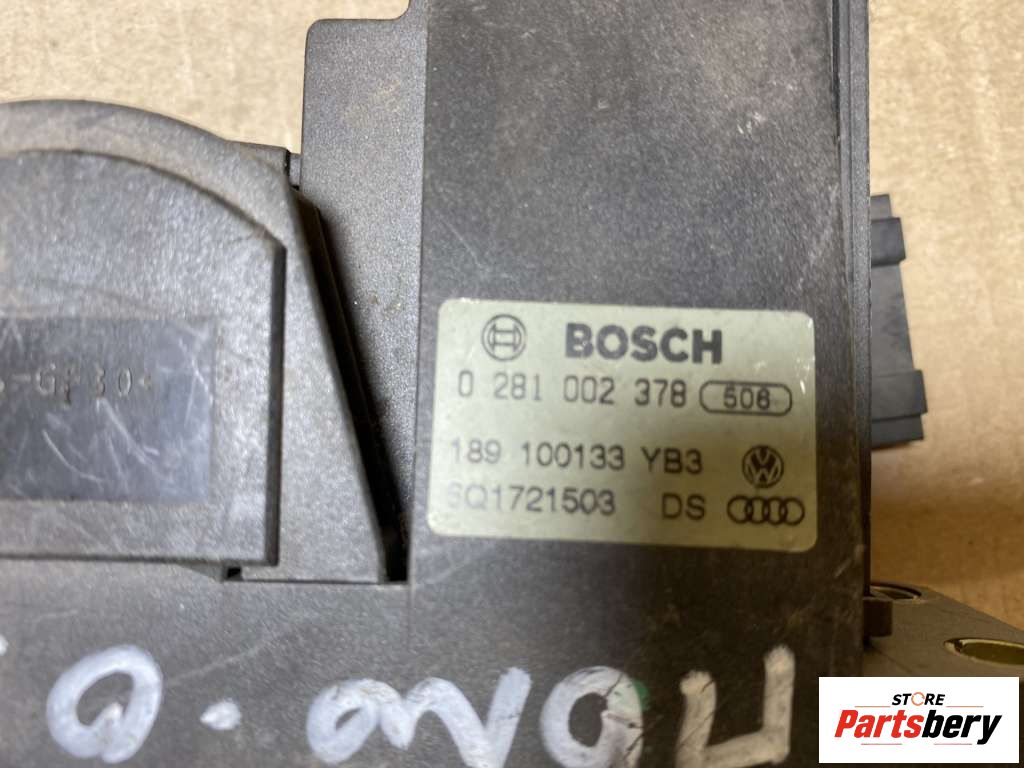 BOSCH
0 281 002 378 506
189 100133 YB3
6Q1721503 DS
STORE
Partsbery